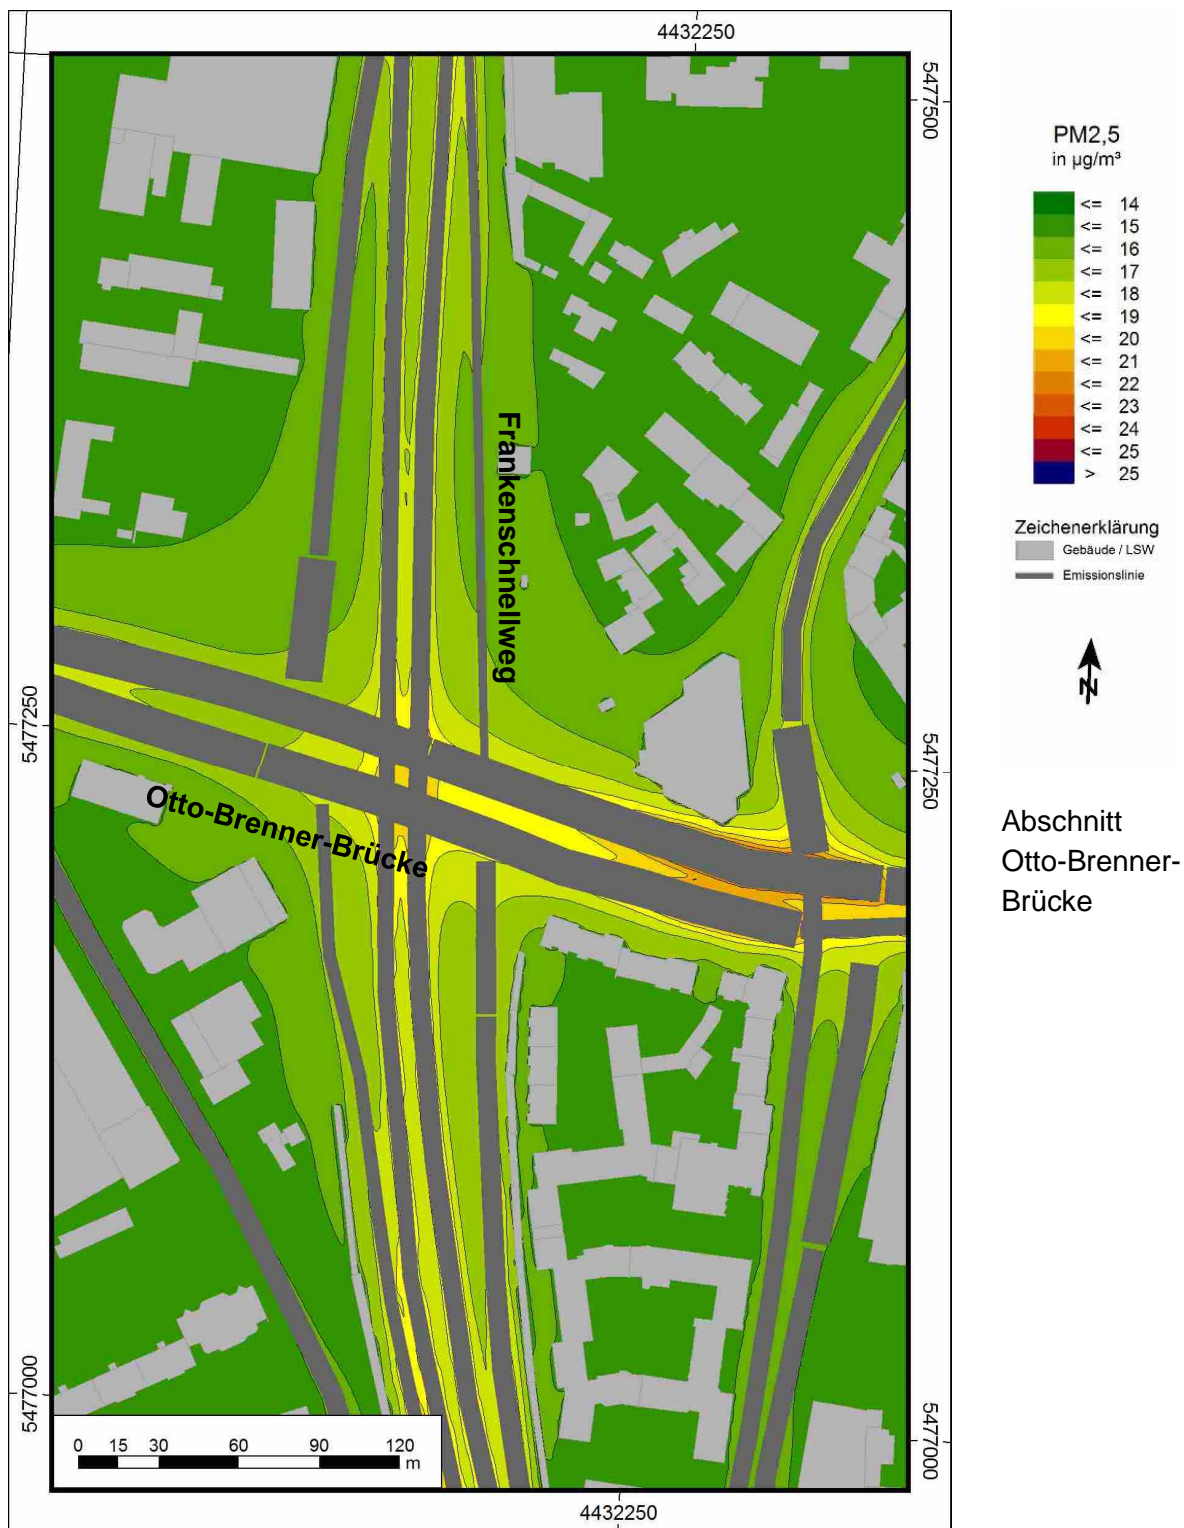 4432250
5477500
PM2,5
in µg/m³
<= 14
<= 15
<= 16
<= 17
<= 18
<= 19
<= 20
<= 21
<= 22
<= 23
<= 24
<= 25
> 25
Zeichenerklärung
Gebäude / LSW
Emissionslinie
N
Frankenschnellweg
5477250
5477250
Otto-Brenner-Brücke
Abschnitt
Otto-Brenner-
Brücke
5477000
5477000
0 15 30 60 90 120
m
4432250